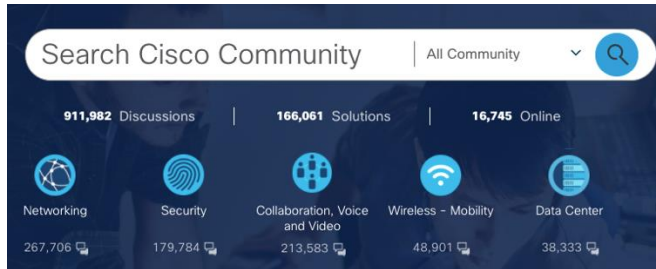 Search Cisco Community All Community
911,982 Discussions 166,061 Solutions 16,745 Online
Networking Security Collaboration, Voice and Video Wireless - Mobility Data Center
267,706 179,784 213,583 48,901 38,333